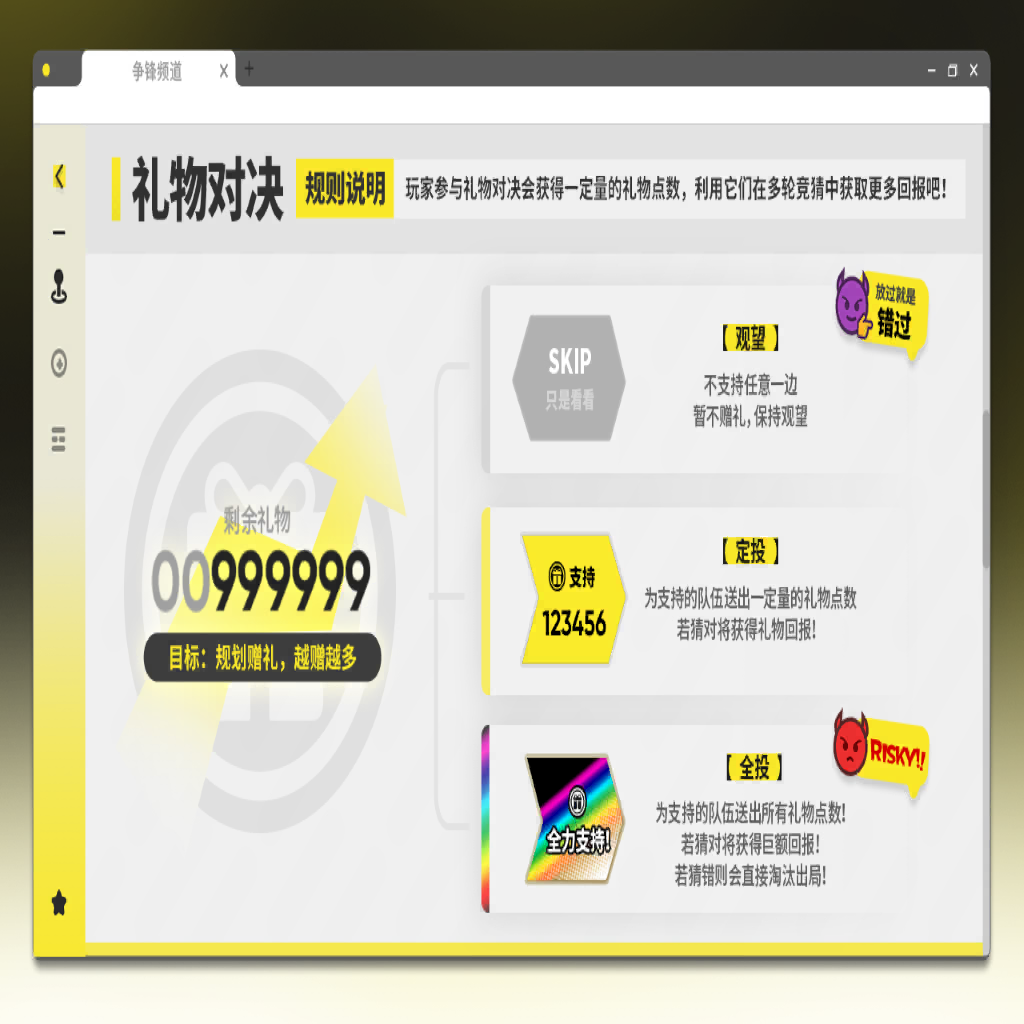 争锋频道
礼物对决
规则说明
玩家参与礼物对决会获得一定量的礼物点数，利用它们在多轮竞猜中获取更多回报吧！
放过就是
错过
SKIP
只是看看
【观望】
不支持任意一边
暂不赠礼，保持观望
剩余礼物
00999999
目标：规划赠礼，越赠越多
支持
123456
【定投】
为支持的队伍送出一定量的礼物点数
若猜对将获得礼物回报！
RISKY!!
全力支持!
【全投】
为支持的队伍送出所有礼物点数！
若猜对将获得巨额回报！
若猜错则会直接淘汰出局！